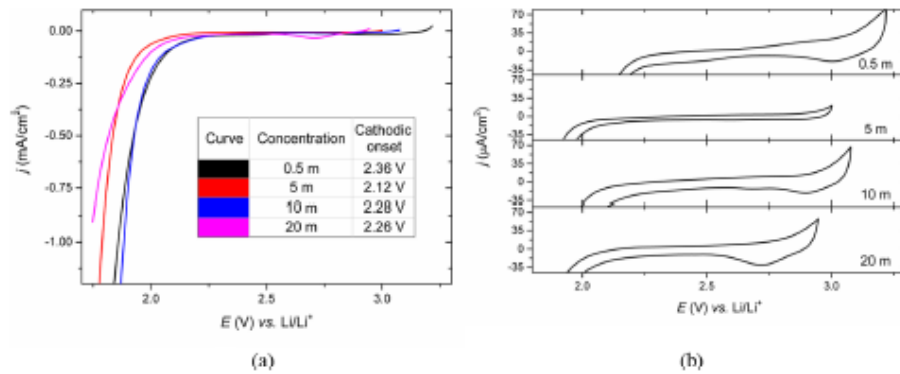 0.00
-0.25
-0.50
-0.75
-1.00
j (mA/cm²)
Curve Concentration Cathodic onset
0.5 m 2.36 V
5 m 2.12 V
10 m 2.28 V
20 m 2.26 V
2.0 2.5 3.0
E (V) vs. Li/Li⁺
(a)
70
35
0
-35
0.5 m
70
35
0
-35
5 m
70
35
0
-35
10 m
70
35
0
-35
20 m
j (μA/cm²)
2.0 2.5 3.0
E (V) vs. Li/Li⁺
(b)